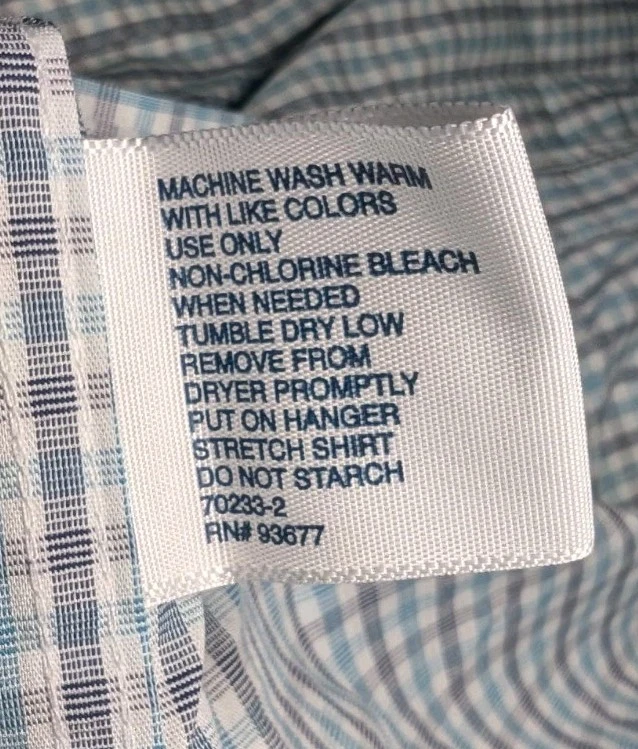 MACHINE WASH WARM
WITH LIKE COLORS
USE ONLY
NON-CHLORINE BLEACH
WHEN NEEDED
TUMBLE DRY LOW
REMOVE FROM
DRYER PROMPTLY
PUT ON HANGER
STRETCH SHIRT
DO NOT STARCH
70233-2
RN# 93677